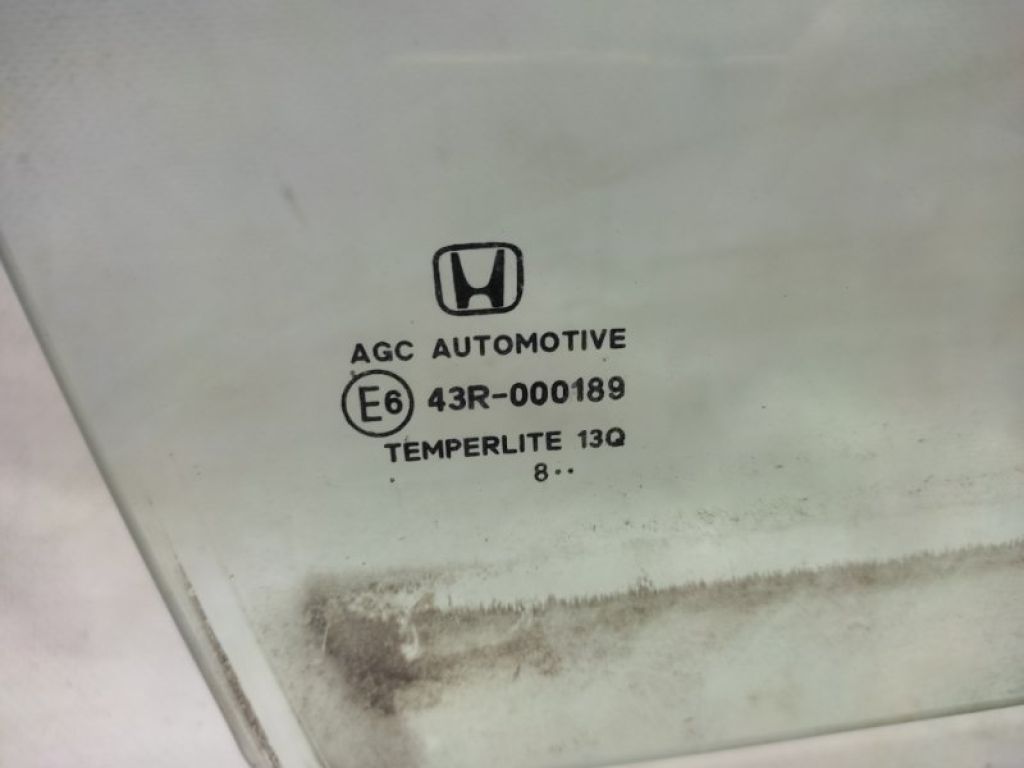 AGC AUTOMOTIVE
E6 43R-000189
TEMPERLITE 13Q
8··